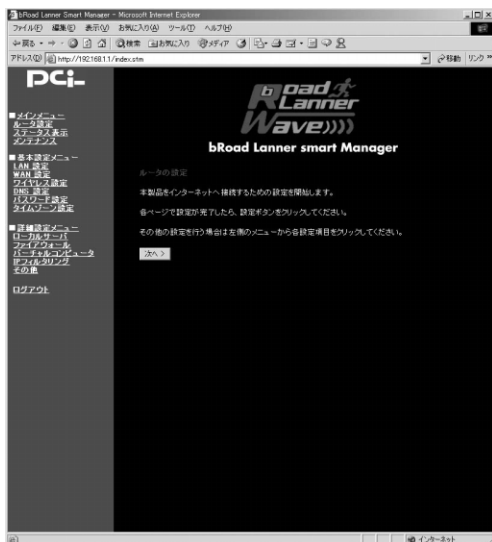 bRoad Lanner Smart Manager - Microsoft Internet Explorer
ファイル(F) 編集(E) 表示(V) お気に入り(A) ツール(T) ヘルプ(H)
戻る 検索 お気に入り メディア
アドレス(D) http://192.168.1.1/index.stm 移動 リンク »
PCi
bRoad
Lanner
Wave))))
bRoad Lanner smart Manager
■メインメニュー
ルータ設定
ステータス表示
メンテナンス
■基本設定メニュー
LAN 設定
WAN 設定
ワイヤレス設定
DNS 設定
パスワード設定
タイムゾーン設定
■詳細設定メニュー
ローカルサーバ
ファイアウォール
バーチャルコンピュータ
IPフィルタリング
その他
ログアウト
ルータの設定
本製品をインターネットへ接続するための設定を開始します。
各ページで設定が完了したら、設定ボタンをクリックしてください。
その他の設定を行う場合は左側のメニューから各設定項目をクリックしてください。
次へ >
インターネット